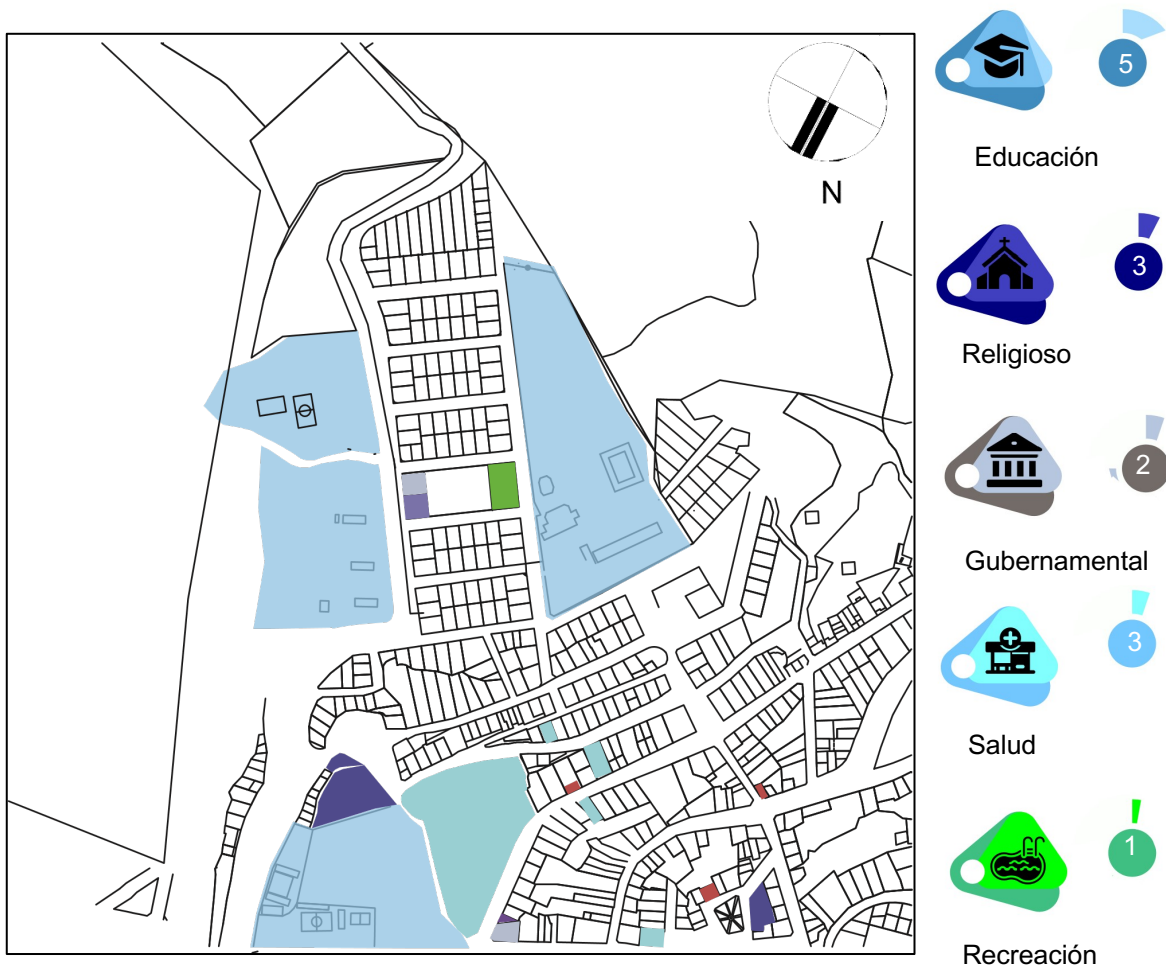 N
5
Educación
3
Religioso
2
Gubernamental
3
Salud
1
Recreación